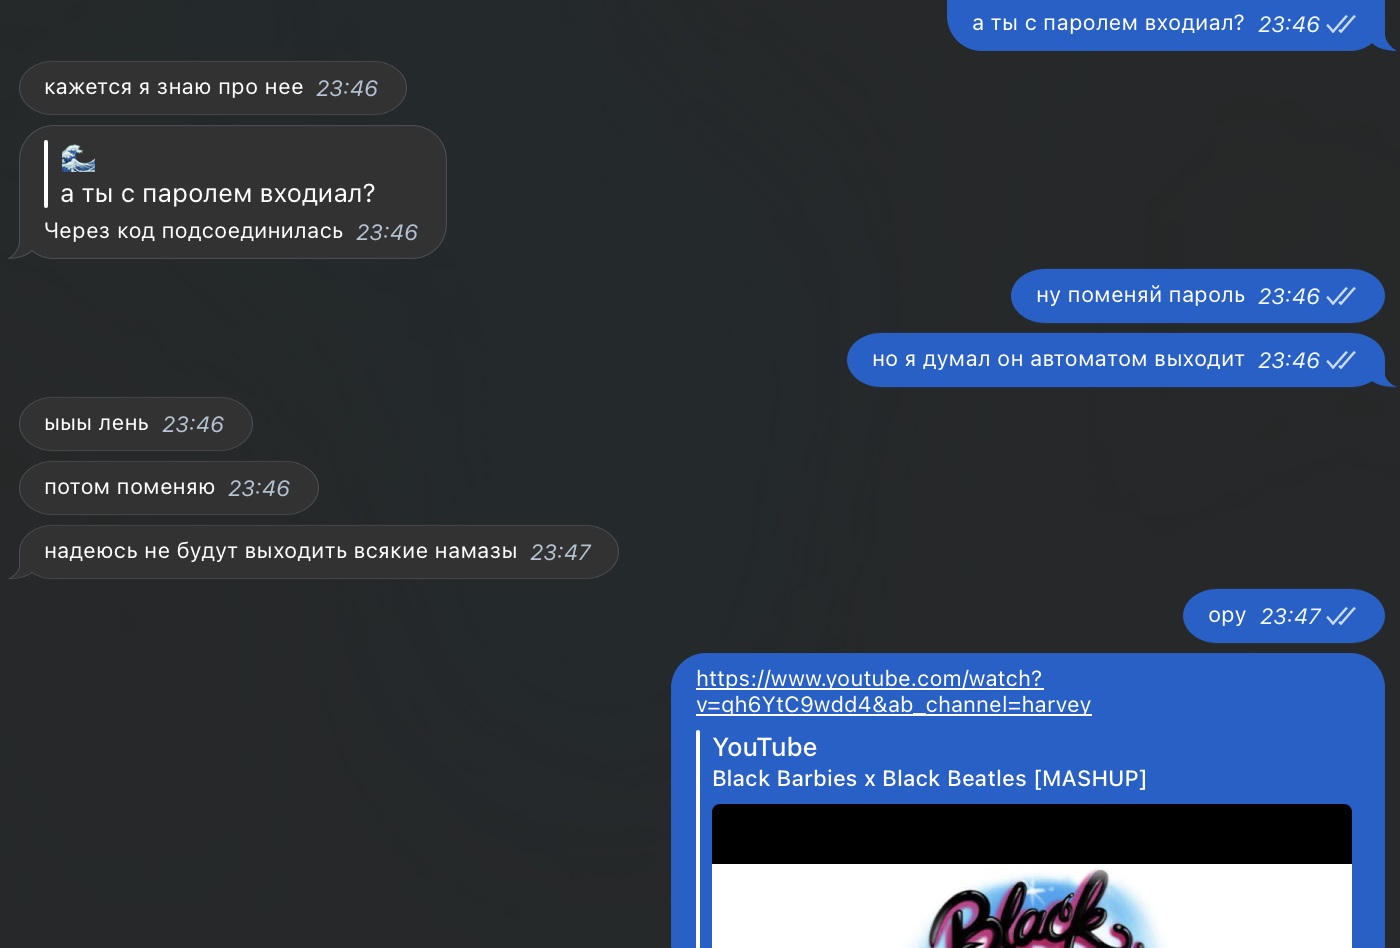 а ты с паролем входиал? 23:46
кажется я знаю про нее 23:46
🌊
а ты с паролем входиал?
Через код подсоединилась 23:46
ну поменяй пароль 23:46
но я думал он автоматом выходит 23:46
ыыы лень 23:46
потом поменяю 23:46
надеюсь не будут выходить всякие намазы 23:47
ору 23:47
https://www.youtube.com/watch?
v=qh6YtC9wdd4&ab_channel=harvey
YouTube
Black Barbies x Black Beatles [MASHUP]
Black